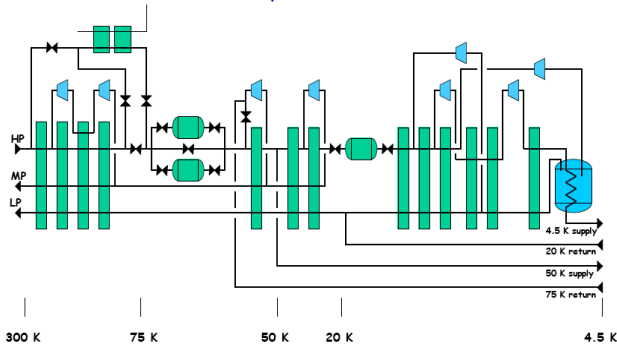 HP
MP
LP
4.5 K supply
20 K return
50 K supply
75 K return
300 K
75 K
50 K
20 K
4.5 K